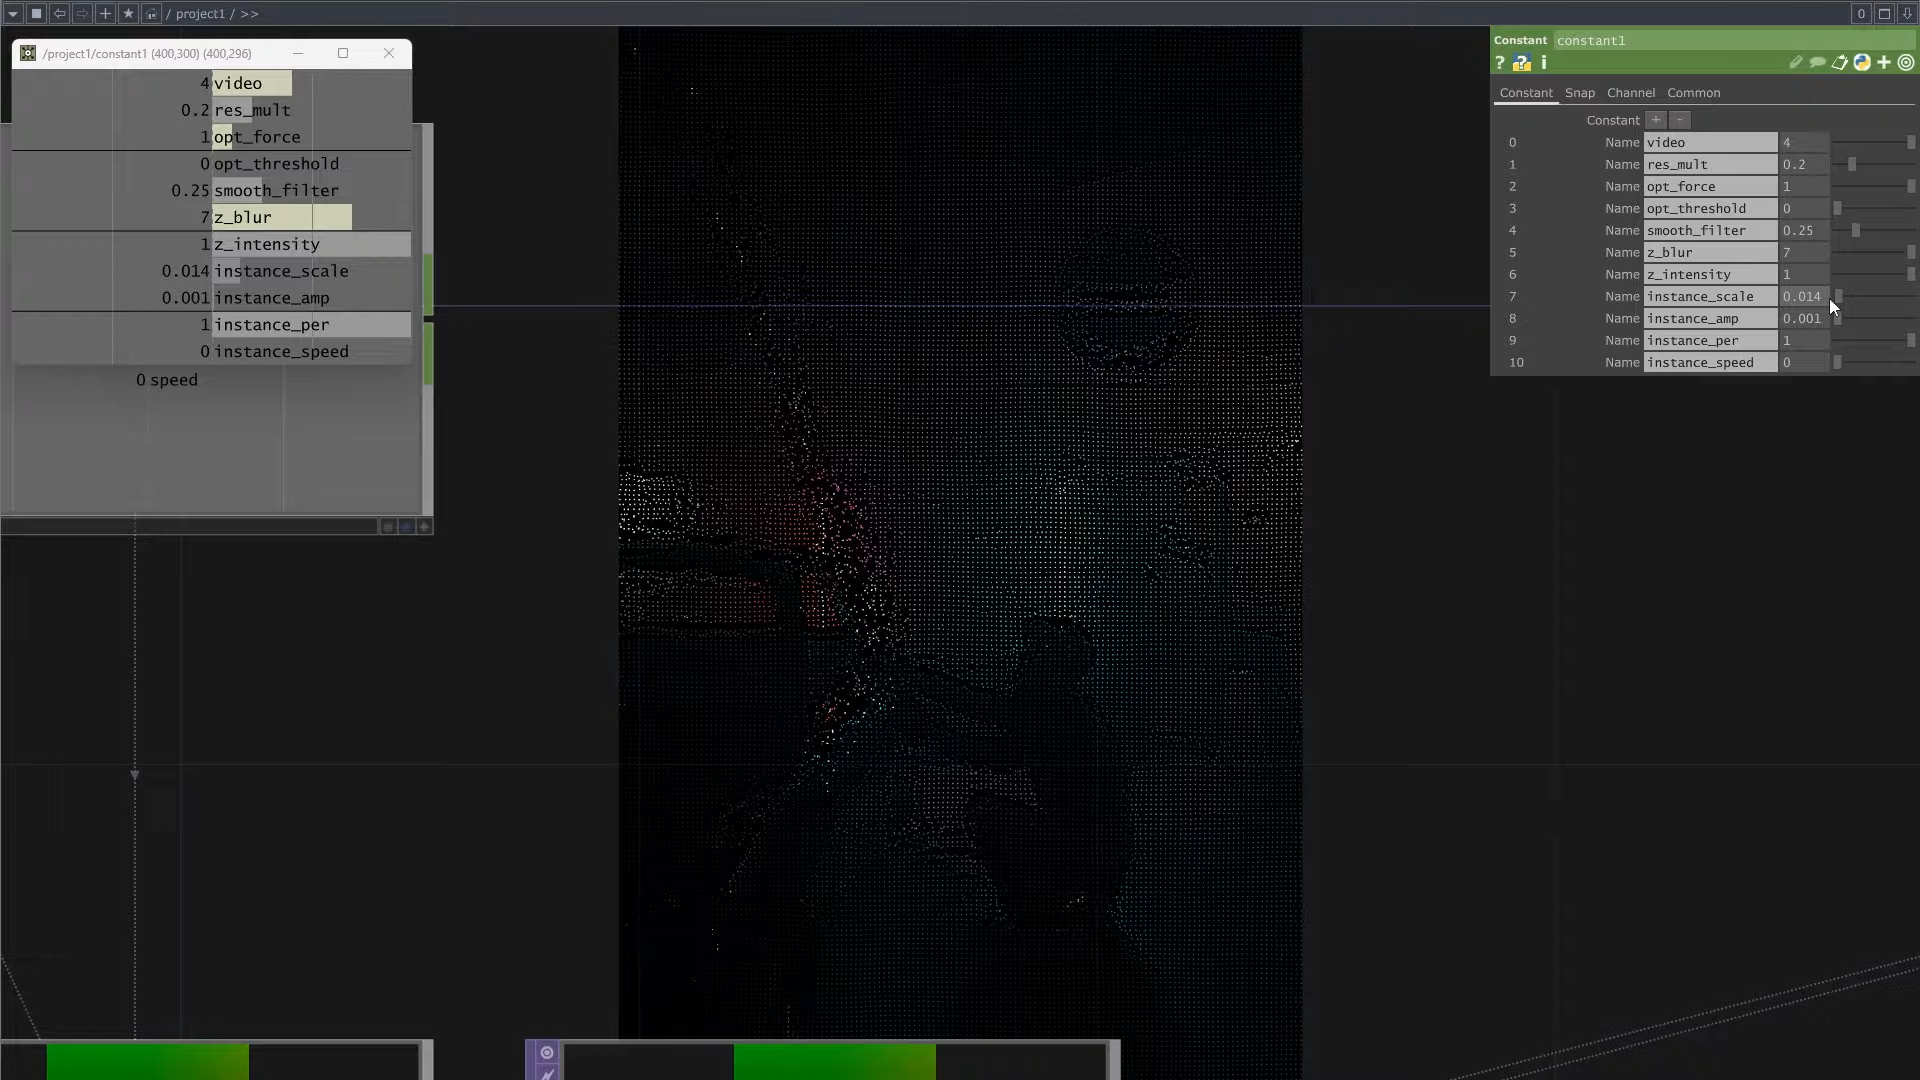 / project1 / >>
0
/project1/constant1 (400,300) (400,296)
4 video
0.2 res_mult
1 opt_force
0 opt_threshold
0.25 smooth_filter
7 z_blur
1 z_intensity
0.014 instance_scale
0.001 instance_amp
1 instance_per
0 instance_speed
0 speed
Constant constant1
? ? i
Constant Snap Channel Common
Constant + -
0 Name video 4
1 Name res_mult 0.2
2 Name opt_force 1
3 Name opt_threshold 0
4 Name smooth_filter 0.25
5 Name z_blur 7
6 Name z_intensity 1
7 Name instance_scale 0.014
8 Name instance_amp 0.001
9 Name instance_per 1
10 Name instance_speed 0